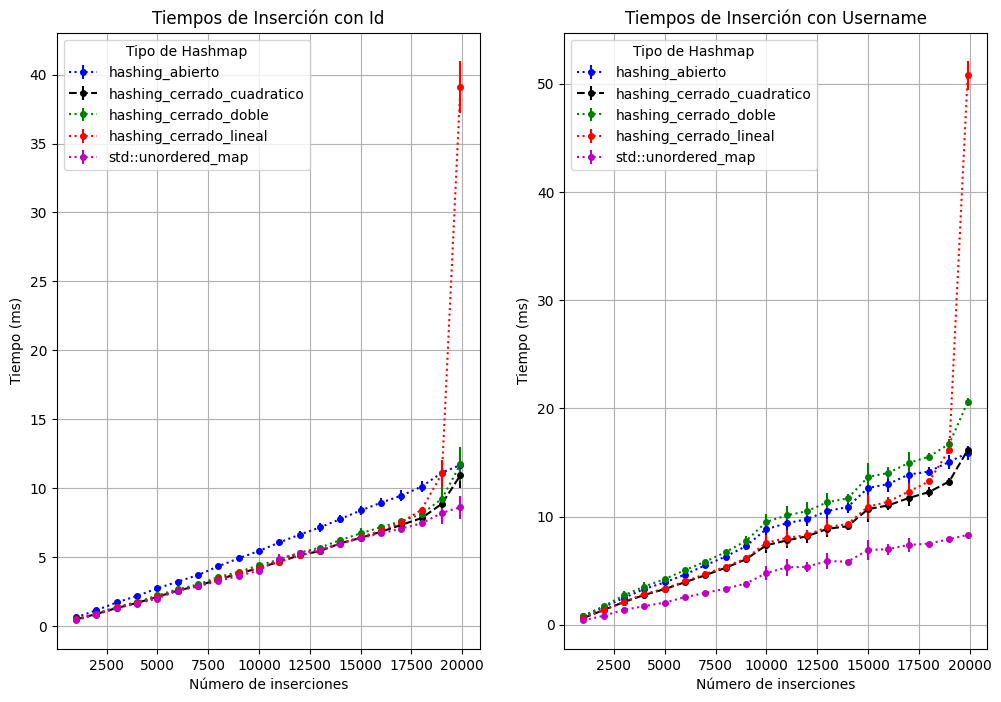 Tiempos de Inserción con Id
Tipo de Hashmap
hashing_abierto
hashing_cerrado_cuadratico
hashing_cerrado_doble
hashing_cerrado_lineal
std::unordered_map
40
35
30
25
20
15
10
5
0
Tiempo (ms)
2500 5000 7500 10000 12500 15000 17500 20000
Número de inserciones
Tiempos de Inserción con Username
Tipo de Hashmap
hashing_abierto
hashing_cerrado_cuadratico
hashing_cerrado_doble
hashing_cerrado_lineal
std::unordered_map
50
40
30
20
10
0
Tiempo (ms)
2500 5000 7500 10000 12500 15000 17500 20000
Número de inserciones